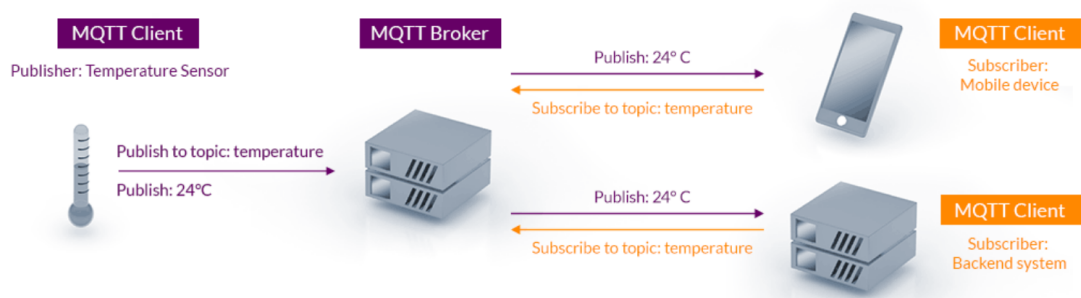 MQTT Client
Publisher: Temperature Sensor
Publish to topic: temperature
Publish: 24°C
MQTT Broker
Publish: 24° C
Subscribe to topic: temperature
MQTT Client
Subscriber:
Mobile device
Publish: 24° C
Subscribe to topic: temperature
MQTT Client
Subscriber:
Backend system